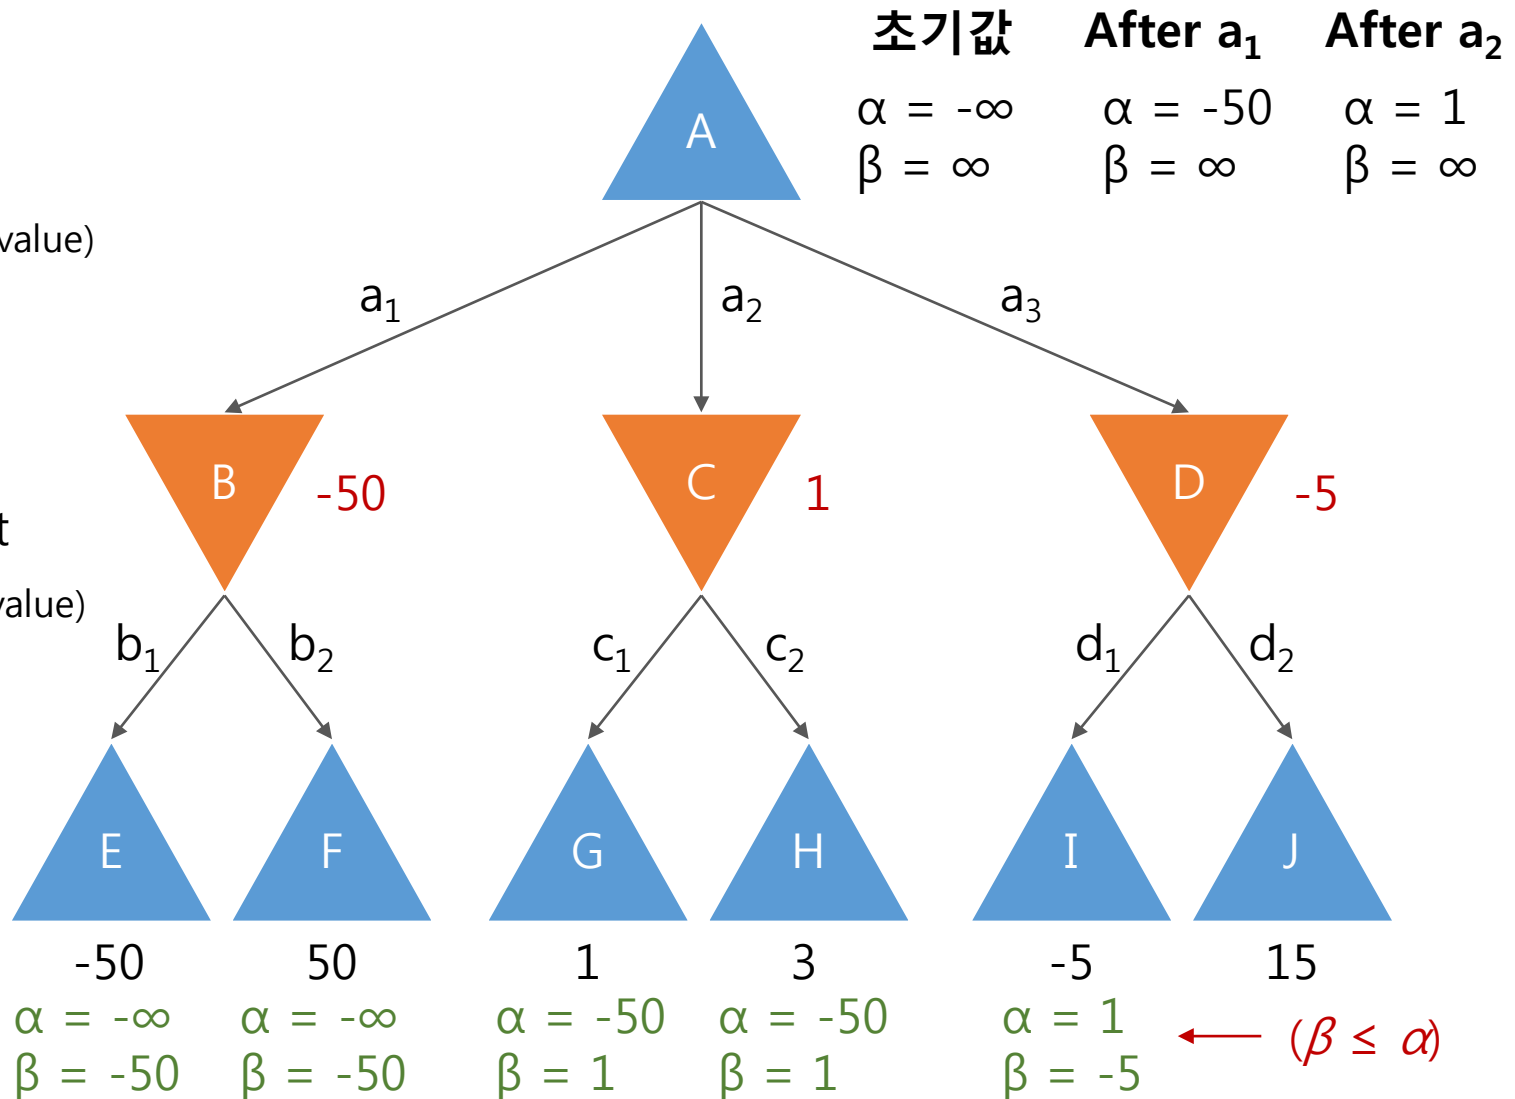 초기값 After a₁ After a₂
α = -∞ α = -50 α = 1
β = ∞ β = ∞ β = ∞
A
value)
a₁ a₂ a₃
B -50 C 1 D -5
t
value)
b₁ b₂ c₁ c₂ d₁ d₂
E F G H I J
-50 50 1 3 -5 15
α = -∞ α = -∞ α = -50 α = -50 α = 1
(β ≤ α)
β = -50 β = -50 β = 1 β = 1 β = -5